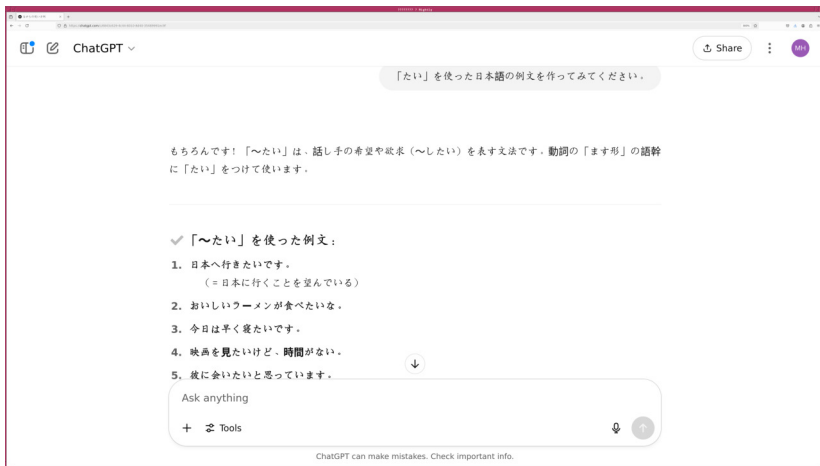 ChatGPT
Share
MH
「たい」を使った日本語の例文を作ってみてください。
もちろんです！「〜たい」は、話し手の希望や欲求（〜したい）を表す文法です。動詞の「ます形」の語幹
に「たい」をつけて使います。
「〜たい」を使った例文：
1. 日本へ行きたいです。
（＝日本に行くことを望んでいる）
2. おいしいラーメンが食べたいな。
3. 今日は早く寝たいです。
4. 映画を見たいけど、時間がない。
5. 彼に会いたいと思っています。
Ask anything
Tools
ChatGPT can make mistakes. Check important info.